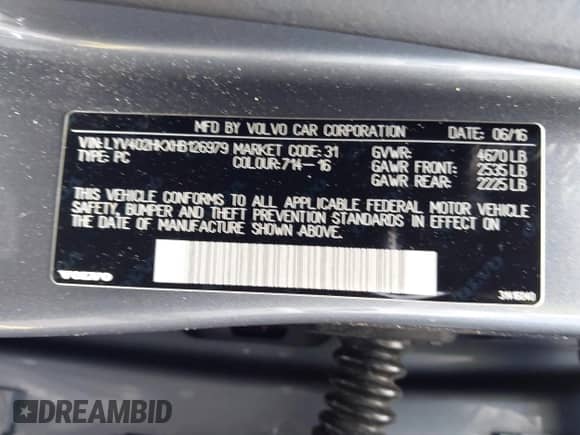 MFD BY VOLVO CAR CORPORATION DATE: 06/16
VIN: LYV402HKXHB126979 MARKET CODE: 31 GVWR: 4670 LB
TYPE: PC COLOUR: 714-16 GAWR FRONT: 2535 LB
GAWR REAR: 2225 LB
THIS VEHICLE CONFORMS TO ALL APPLICABLE FEDERAL MOTOR VEHICLE
SAFETY, BUMPER AND THEFT PREVENTION STANDARDS IN EFFECT ON
THE DATE OF MANUFACTURE SHOWN ABOVE.
VOLVO
DREAMBID